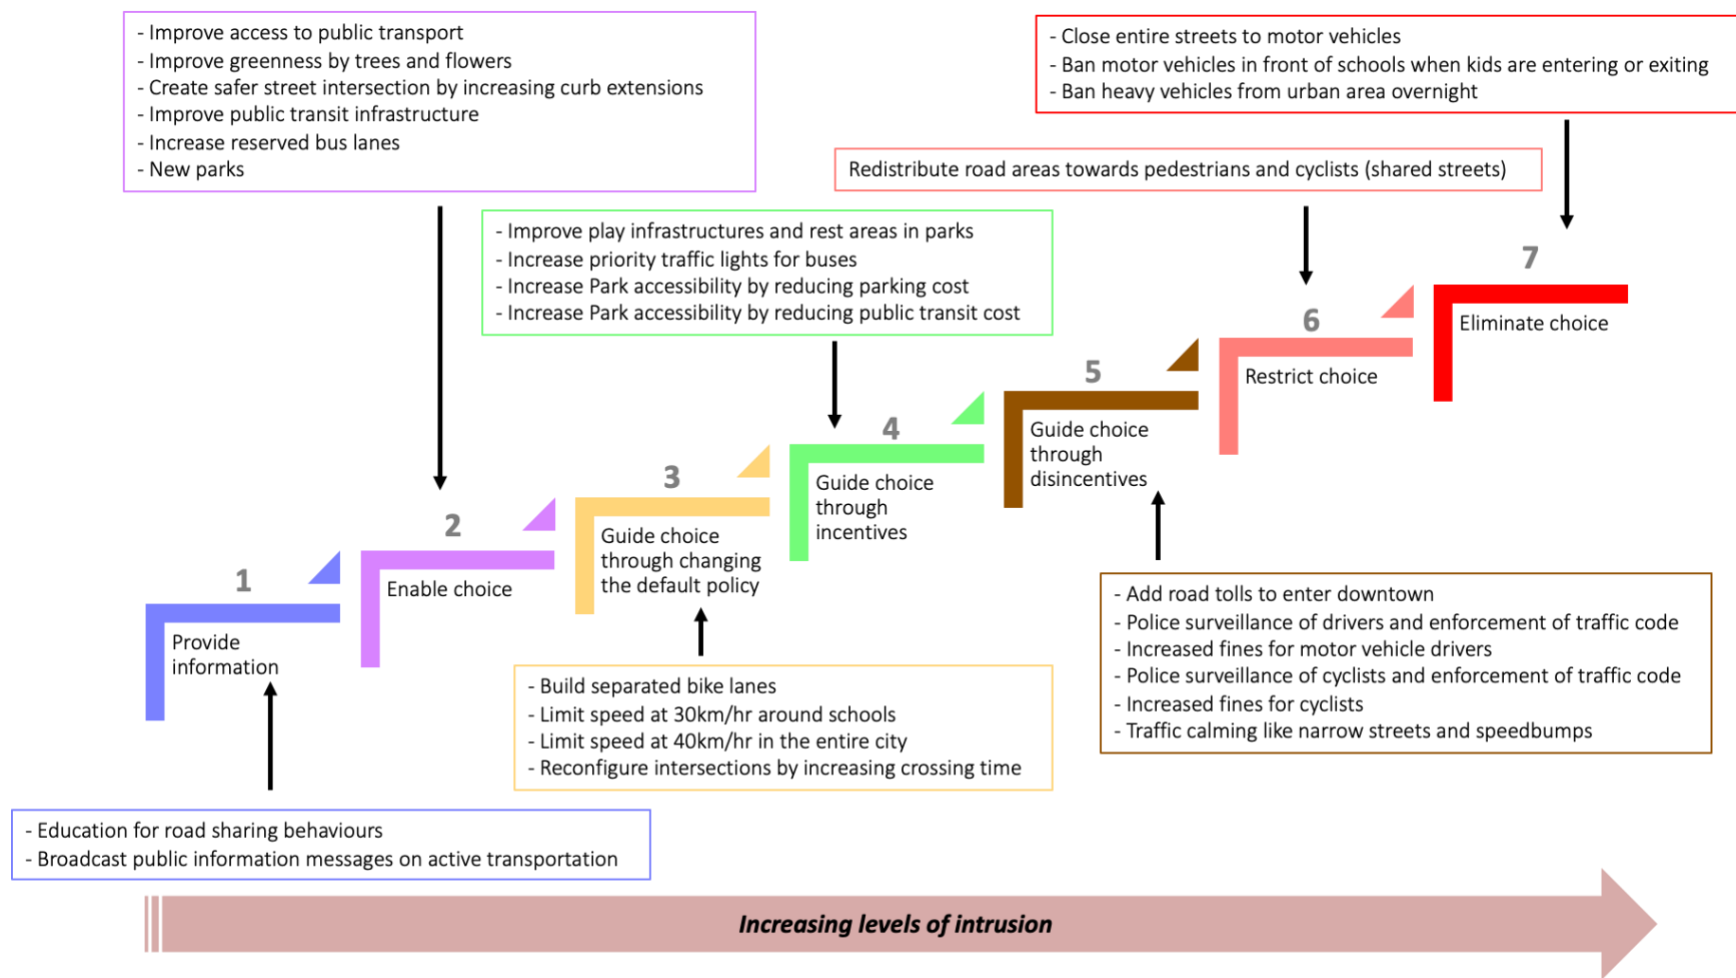 - Improve access to public transport
- Improve greenness by trees and flowers
- Create safer street intersection by increasing curb extensions
- Improve public transit infrastructure
- Increase reserved bus lanes
- New parks
- Close entire streets to motor vehicles
- Ban motor vehicles in front of schools when kids are entering or exiting
- Ban heavy vehicles from urban area overnight
Redistribute road areas towards pedestrians and cyclists (shared streets)
- Improve play infrastructures and rest areas in parks
- Increase priority traffic lights for buses
- Increase Park accessibility by reducing parking cost
- Increase Park accessibility by reducing public transit cost
7
Eliminate choice
6
Restrict choice
5
Guide choice
through
disincentives
4
Guide choice
through
incentives
3
Guide choice
through changing
the default policy
2
Enable choice
1
Provide
information
- Add road tolls to enter downtown
- Police surveillance of drivers and enforcement of traffic code
- Increased fines for motor vehicle drivers
- Police surveillance of cyclists and enforcement of traffic code
- Increased fines for cyclists
- Traffic calming like narrow streets and speedbumps
- Build separated bike lanes
- Limit speed at 30km/hr around schools
- Limit speed at 40km/hr in the entire city
- Reconfigure intersections by increasing crossing time
- Education for road sharing behaviours
- Broadcast public information messages on active transportation
Increasing levels of intrusion